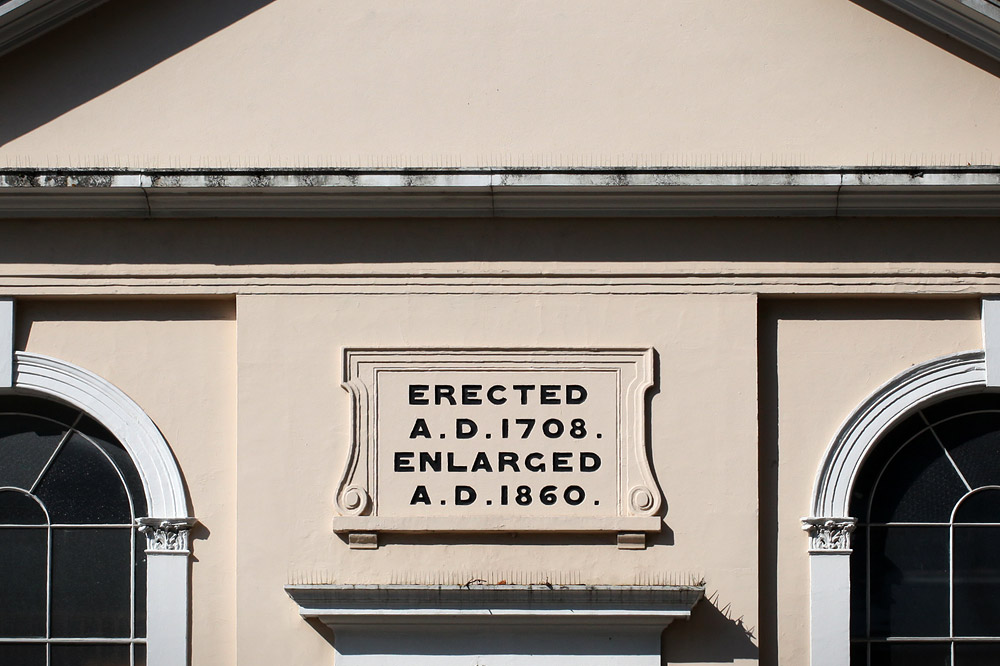 ERECTED
A.D.1708.
ENLARGED
A.D.1860.